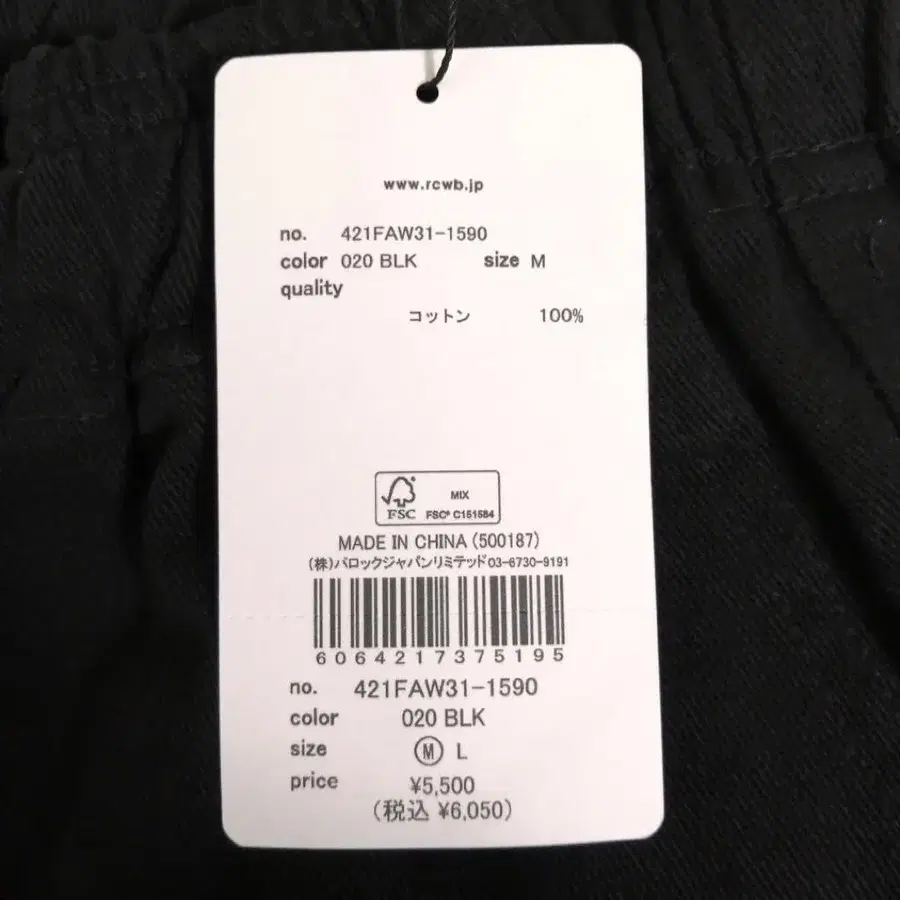 www.rcwb.jp
no. 421FAW31-1590
color 020 BLK size M
quality
コットン 100%
MIX
FSC FSC® C151584
MADE IN CHINA (500187)
(株)バロックジャパンリミテッド03-6730-9191
6064217375195
no. 421FAW31-1590
color 020 BLK
size Ⓜ L
price ¥5,500
(税込 ¥6,050)